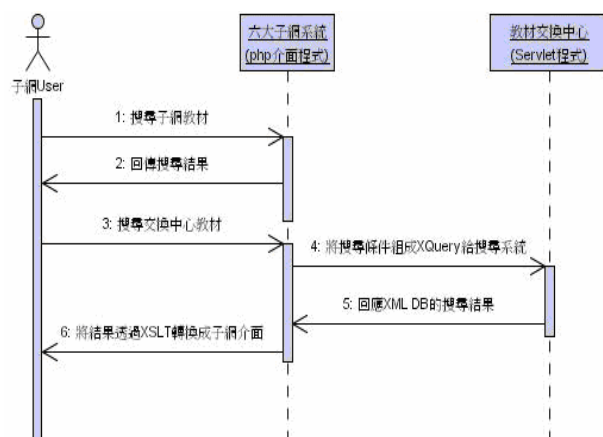 六大子網系統
(php介面程式)
教材交換中心
(Servlet程式)
子網User
1: 搜尋子網教材
2: 回傳搜尋結果
3: 搜尋交換中心教材
4: 將搜尋條件組成XQuery給搜尋系統
5: 回應XML DB的搜尋結果
6: 將結果透過XSLT轉換成子網介面